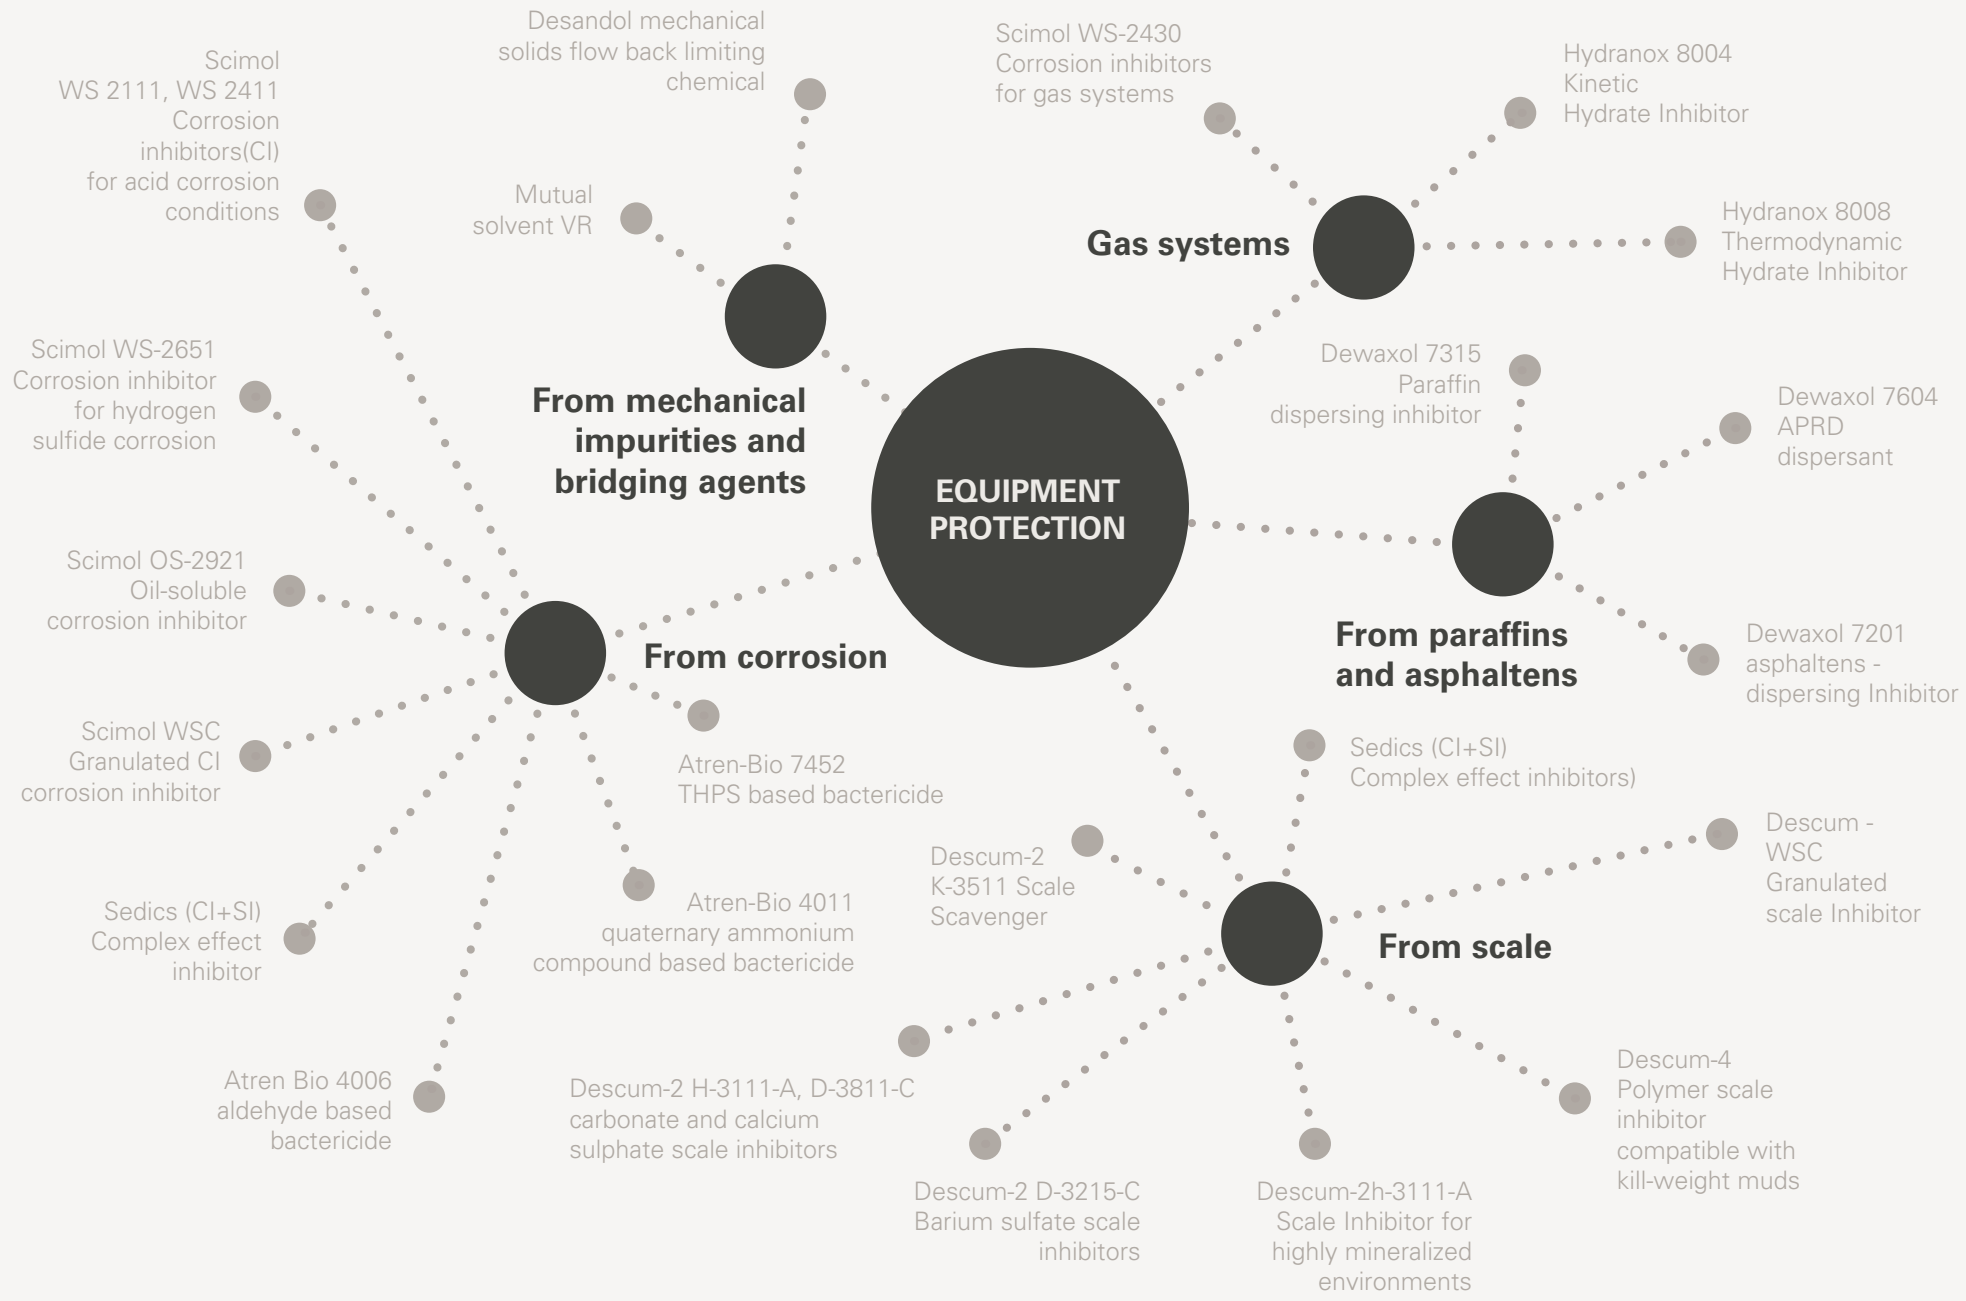 Desandol mechanical
solids flow back limiting
chemical
Scimol WS-2430
Corrosion inhibitors
for gas systems
Hydranox 8004
Kinetic
Hydrate Inhibitor
Scimol
WS 2111, WS 2411
Corrosion
inhibitors(CI)
for acid corrosion
conditions
Mutual
solvent VR
Gas systems
Hydranox 8008
Thermodynamic
Hydrate Inhibitor
Scimol WS-2651
Corrosion inhibitor
for hydrogen
sulfide corrosion
From mechanical
impurities and
bridging agents
Dewaxol 7315
Paraffin
dispersing inhibitor
Dewaxol 7604
APRD
dispersant
EQUIPMENT
PROTECTION
Scimol OS-2921
Oil-soluble
corrosion inhibitor
From corrosion
From paraffins
and asphaltens
Dewaxol 7201
asphaltens -
dispersing Inhibitor
Scimol WSC
Granulated CI
corrosion inhibitor
Atren-Bio 7452
THPS based bactericide
Sedics (CI+SI)
Complex effect inhibitors)
Descum-2
K-3511 Scale
Scavenger
Descum -
WSC
Granulated
scale Inhibitor
Sedics (CI+SI)
Complex effect
inhibitor
Atren-Bio 4011
quaternary ammonium
compound based bactericide
From scale
Atren Bio 4006
aldehyde based
bactericide
Descum-2 H-3111-A, D-3811-C
carbonate and calcium
sulphate scale inhibitors
Descum-4
Polymer scale
inhibitor
compatible with
kill-weight muds
Descum-2 D-3215-C
Barium sulfate scale
inhibitors
Descum-2h-3111-A
Scale Inhibitor for
highly mineralized
environments